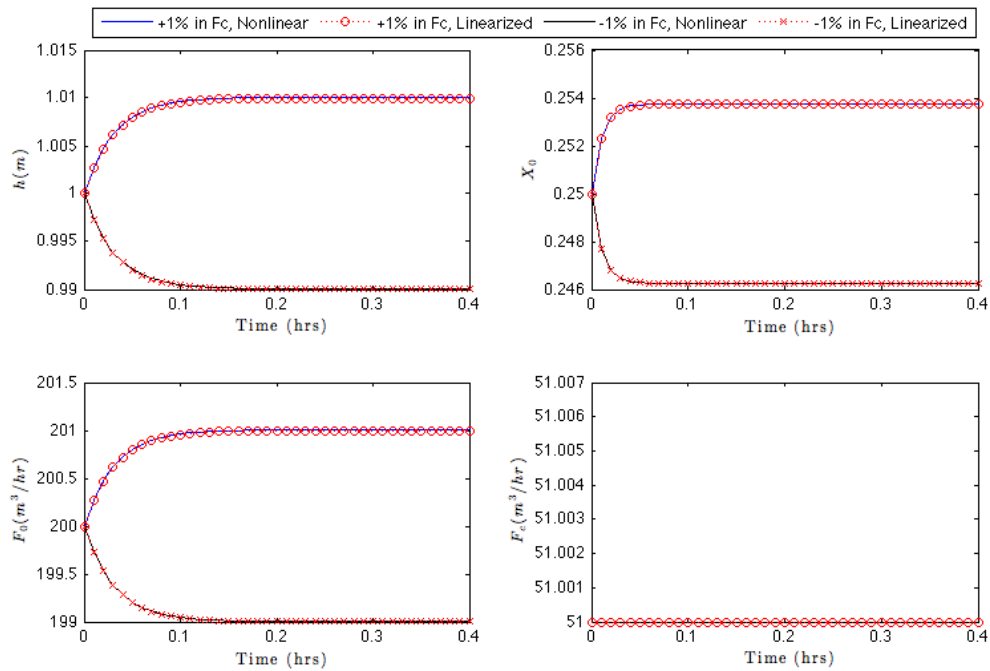 +1% in Fc, Nonlinear +1% in Fc, Linearized -1% in Fc, Nonlinear -1% in Fc, Linearized
1.015
1.01
1.005
1
0.995
0.99
h(m)
0 0.1 0.2 0.3 0.4
Time (hrs)
0.256
0.254
0.252
0.25
0.248
0.246
X₀
0 0.1 0.2 0.3 0.4
Time (hrs)
201.5
201
200.5
200
199.5
199
F₀(m³/hr)
0 0.1 0.2 0.3 0.4
Time (hrs)
51.007
51.006
51.005
51.004
51.003
51.002
51.001
51
F_c(m³/hr)
0 0.1 0.2 0.3 0.4
Time (hrs)